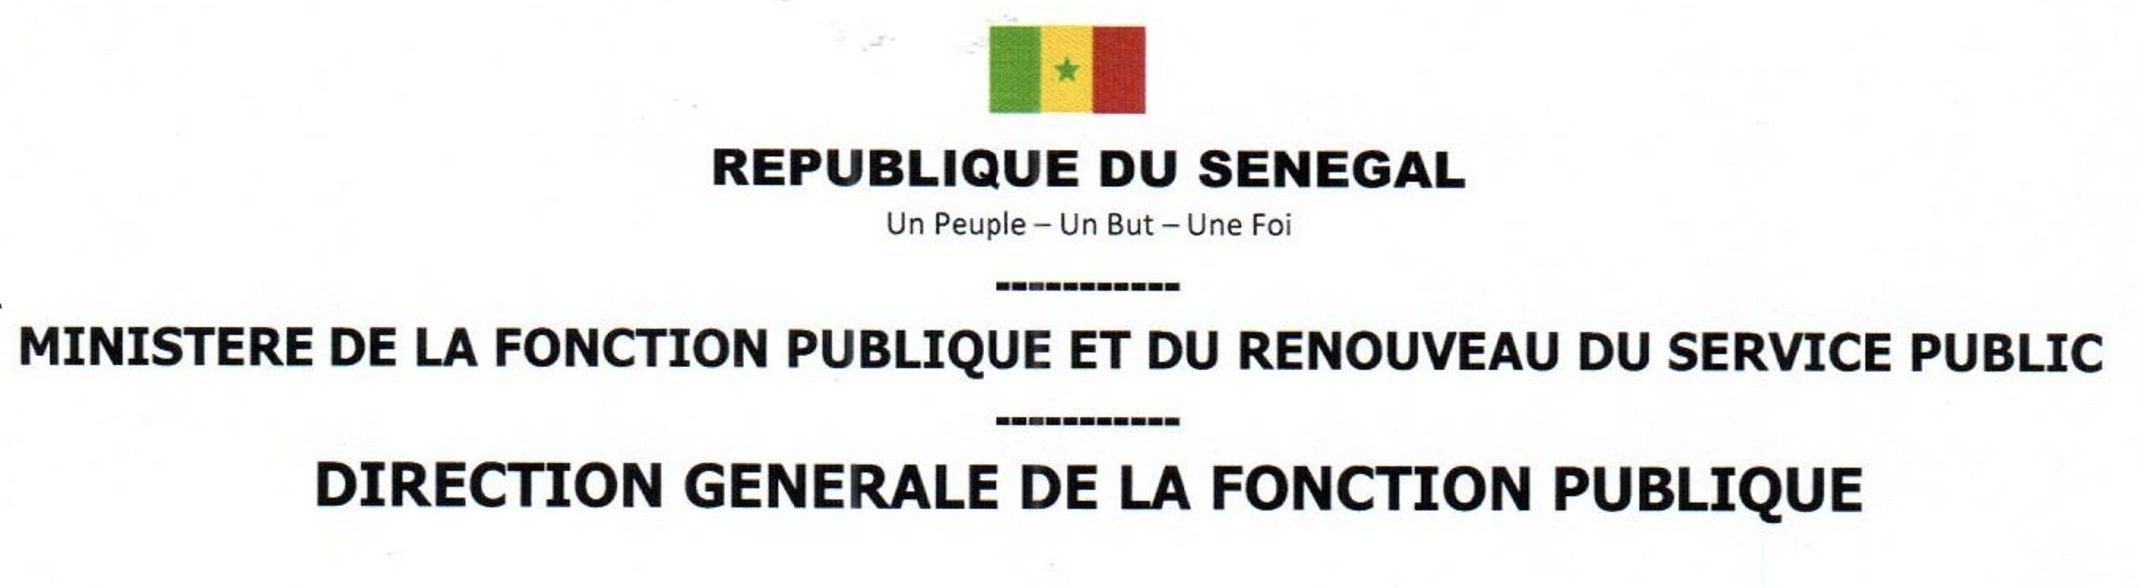 REPUBLIQUE DU SENEGAL
Un Peuple – Un But – Une Foi
-----------
MINISTERE DE LA FONCTION PUBLIQUE ET DU RENOUVEAU DU SERVICE PUBLIC
-----------
DIRECTION GENERALE DE LA FONCTION PUBLIQUE